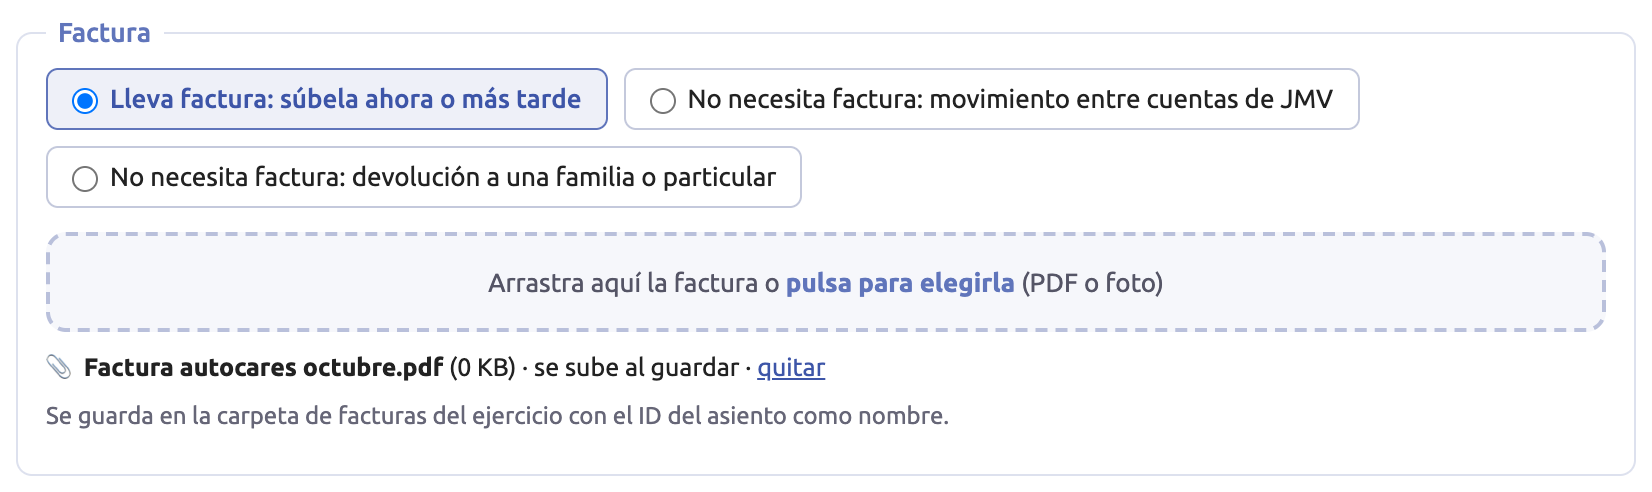 Factura
Lleva factura: súbela ahora o más tarde
No necesita factura: movimiento entre cuentas de JMV
No necesita factura: devolución a una familia o particular
Arrastra aquí la factura o pulsa para elegirla (PDF o foto)
Factura autocares octubre.pdf (0 KB) · se sube al guardar · quitar
Se guarda en la carpeta de facturas del ejercicio con el ID del asiento como nombre.